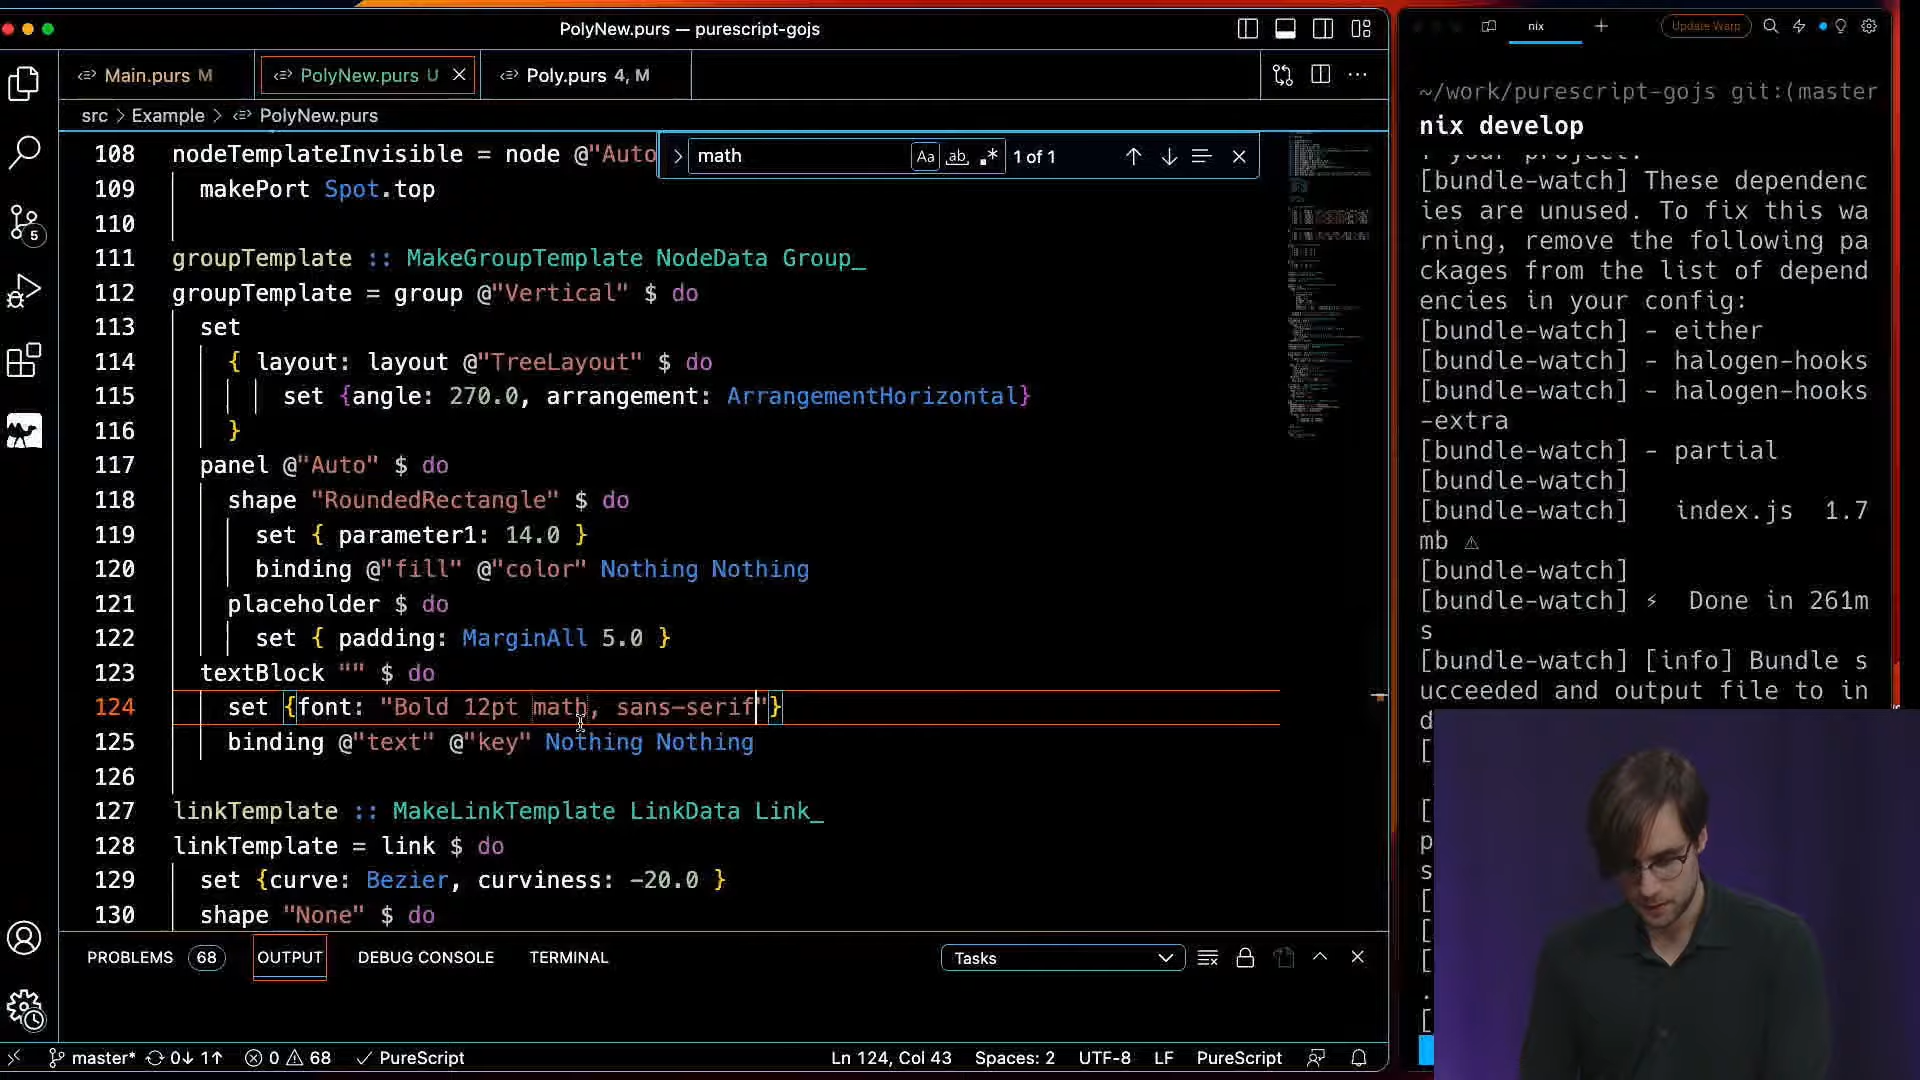 PolyNew.purs — purescript-gojs
Main.purs M
PolyNew.purs U
Poly.purs 4, M
src > Example > PolyNew.purs
math
Aa
ab
.*
1 of 1
108 nodeTemplateInvisible = node @"Auto
109 makePort Spot.top
110
111 groupTemplate :: MakeGroupTemplate NodeData Group_
112 groupTemplate = group @"Vertical" $ do
113 set
114 { layout: layout @"TreeLayout" $ do
115 set {angle: 270.0, arrangement: ArrangementHorizontal}
116 }
117 panel @"Auto" $ do
118 shape "RoundedRectangle" $ do
119 set { parameter1: 14.0 }
120 binding @"fill" @"color" Nothing Nothing
121 placeholder $ do
122 set { padding: MarginAll 5.0 }
123 textBlock "" $ do
124 set {font: "Bold 12pt math, sans-serif"}
125 binding @"text" @"key" Nothing Nothing
126
127 linkTemplate :: MakeLinkTemplate LinkData Link_
128 linkTemplate = link $ do
129 set {curve: Bezier, curviness: -20.0 }
130 shape "None" $ do
5
PROBLEMS 68 OUTPUT DEBUG CONSOLE TERMINAL
Tasks
master* 0↓ 1↑ 0 68 PureScript
Ln 124, Col 43 Spaces: 2 UTF-8 LF PureScript
nix
Update Warp
~/work/purescript-gojs git:(master
nix develop
f your project.
[bundle-watch] These dependenc
ies are unused. To fix this wa
rning, remove the following pa
ckages from the list of depend
encies in your config:
[bundle-watch] - either
[bundle-watch] - halogen-hooks
[bundle-watch] - halogen-hooks
-extra
[bundle-watch] - partial
[bundle-watch]
[bundle-watch] index.js 1.7
mb ⚠
[bundle-watch]
[bundle-watch] ⚡ Done in 261m
s
[bundle-watch] [info] Bundle s
ucceeded and output file to in
d
[
[
p
s
[
[
[
.
[